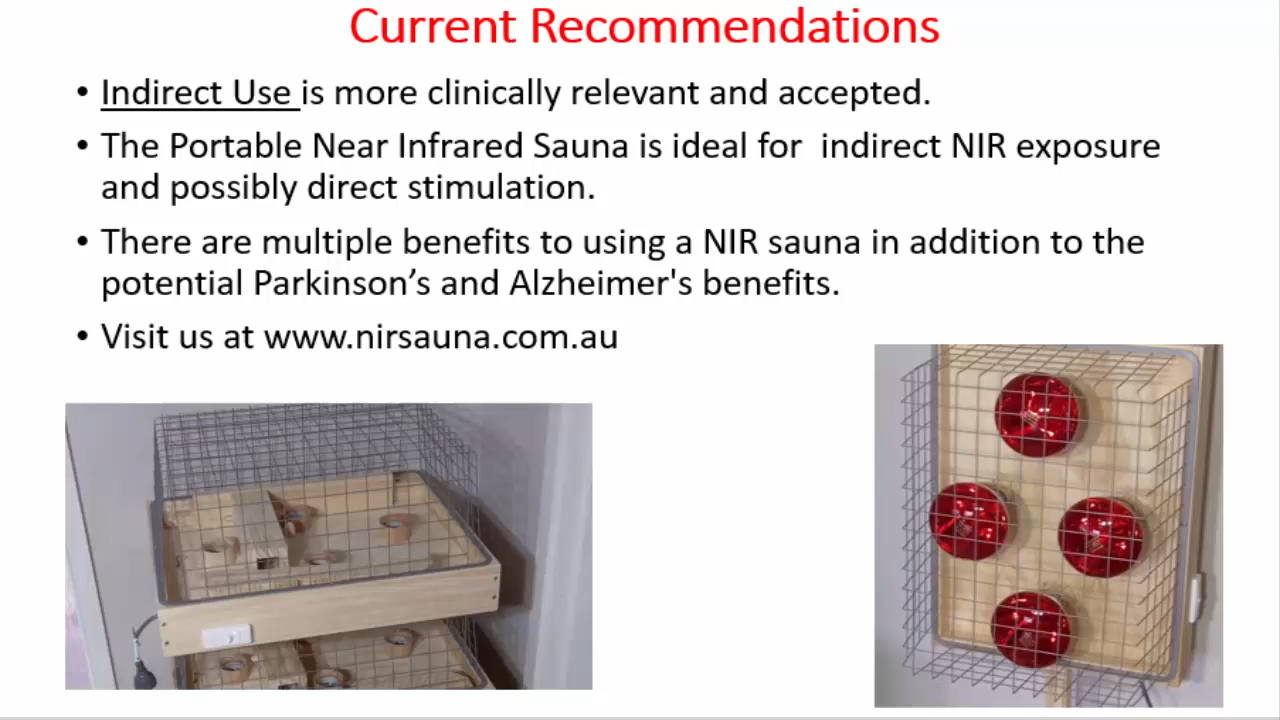 Current Recommendations
• Indirect Use is more clinically relevant and accepted.
• The Portable Near Infrared Sauna is ideal for  indirect NIR exposure
and possibly direct stimulation.
• There are multiple benefits to using a NIR sauna in addition to the
potential Parkinson’s and Alzheimer's benefits.
• Visit us at www.nirsauna.com.au